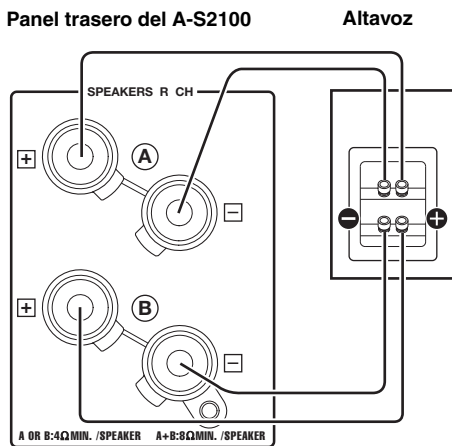 Panel trasero del A-S2100
Altavoz
SPEAKERS R CH
+
A
−
− +
+
B
−
A OR B:4ΩMIN. /SPEAKER A+B:8ΩMIN. /SPEAKER